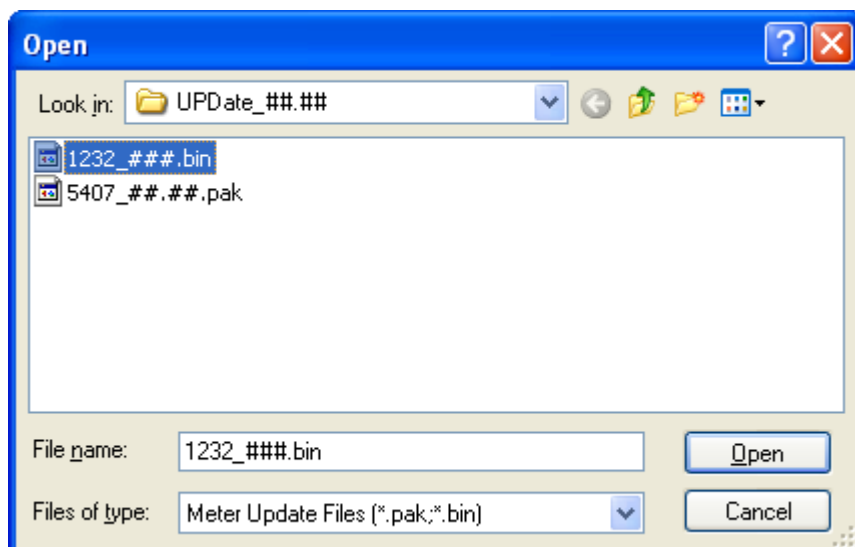 Open
Look in: UPDate_##.##
1232_###.bin
5407_##.##.pak
File name: 1232_###.bin
Open
Files of type: Meter Update Files (*.pak;*.bin)
Cancel